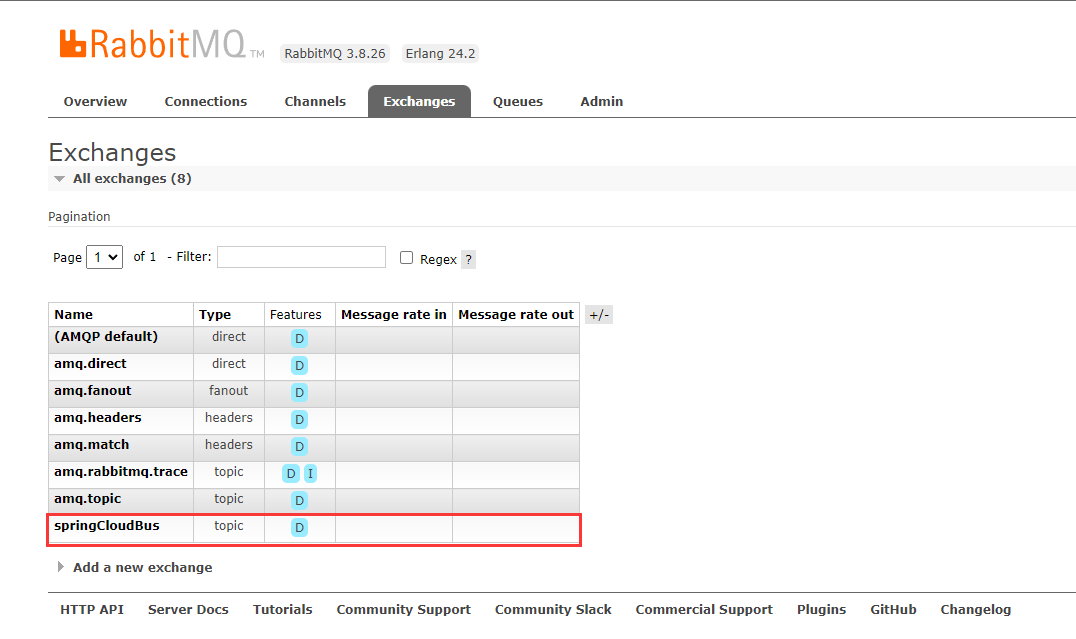 RabbitMQ TM RabbitMQ 3.8.26 Erlang 24.2
Overview Connections Channels Exchanges Queues Admin
Exchanges
All exchanges (8)
Pagination
Page 1 of 1 - Filter: Regex ?
Name Type Features Message rate in Message rate out +/-
(AMQP default) direct D
amq.direct direct D
amq.fanout fanout D
amq.headers headers D
amq.match headers D
amq.rabbitmq.trace topic D I
amq.topic topic D
springCloudBus topic D
Add a new exchange
HTTP API Server Docs Tutorials Community Support Community Slack Commercial Support Plugins GitHub Changelog